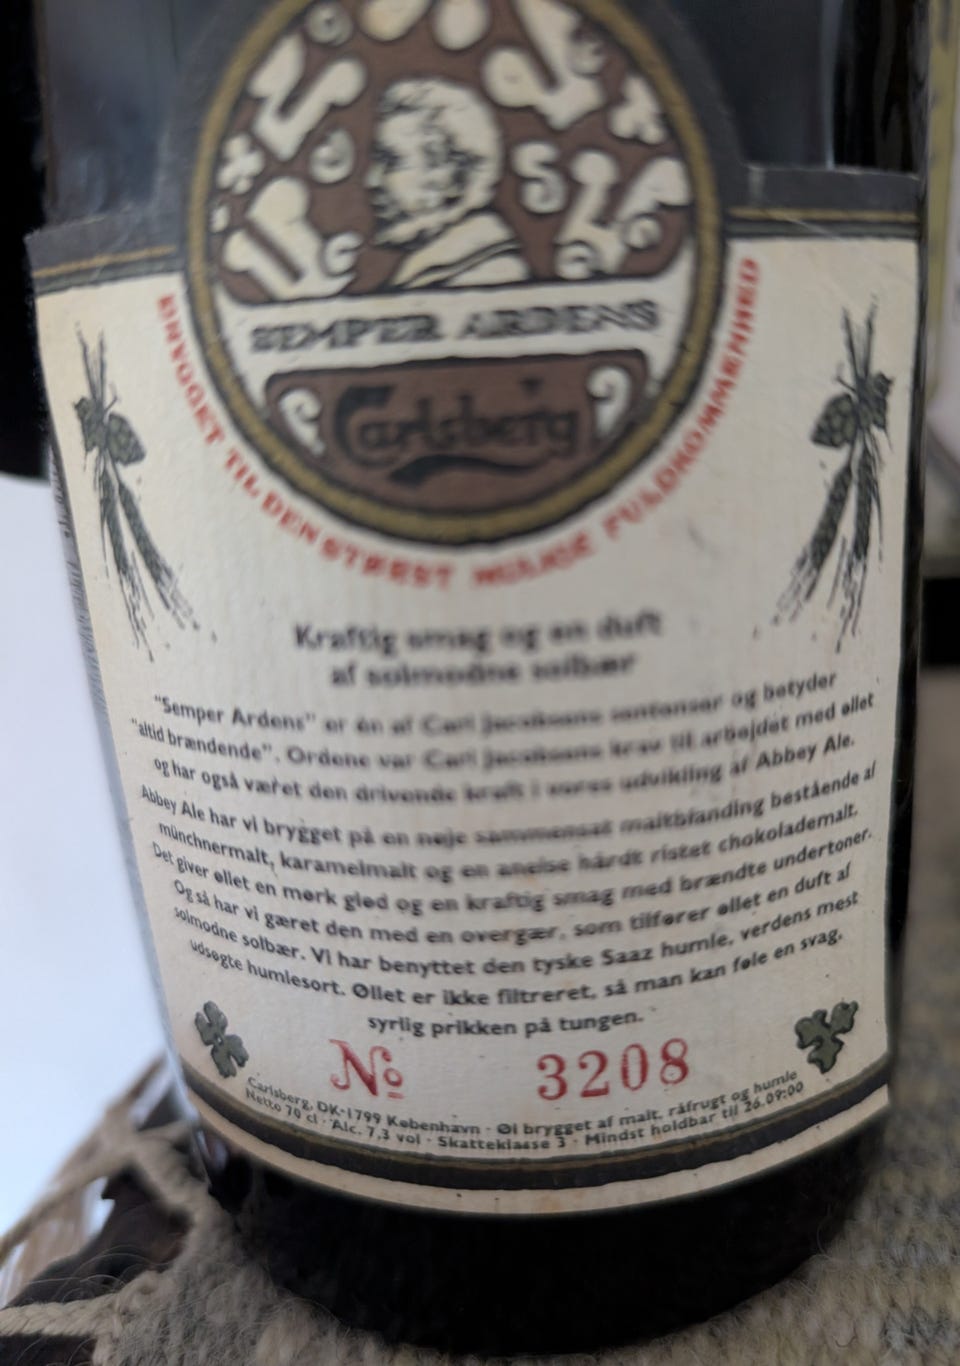 SEMPER ARDENS
Carlsberg
BRYGGET TIL DEN STØRST MULIGE FULDKOMMENHED
Kraftig smag og en duft
af solmodne solbær
"Semper Ardens" er én af Carl Jacobsens sentenser og betyder
"altid brændende". Ordene var Carl Jacobsens krav til arbejdet med øllet
og har også været den drivende kraft i vores udvikling af Abbey Ale.
Abbey Ale har vi brygget på en nøje sammensat maltblanding bestående af
münchnermalt, karamelmalt og en anelse hårdt ristet chokolademalt.
Det giver øllet en mørk glød og en kraftig smag med brændte undertoner.
Og så har vi gæret den med en overgær, som tilfører øllet en duft af
solmodne solbær. Vi har benyttet den tyske Saaz humle, verdens mest
udsøgte humlesort. Øllet er ikke filtreret, så man kan føle en svag,
syrlig prikken på tungen.
No 3208
Carlsberg, DK-1799 København · Øl brygget af malt, råfrugt og humle
Netto 70 cl · Alc. 7,3 vol · Skatteklasse 3 · Mindst holdbar til 26.09:00